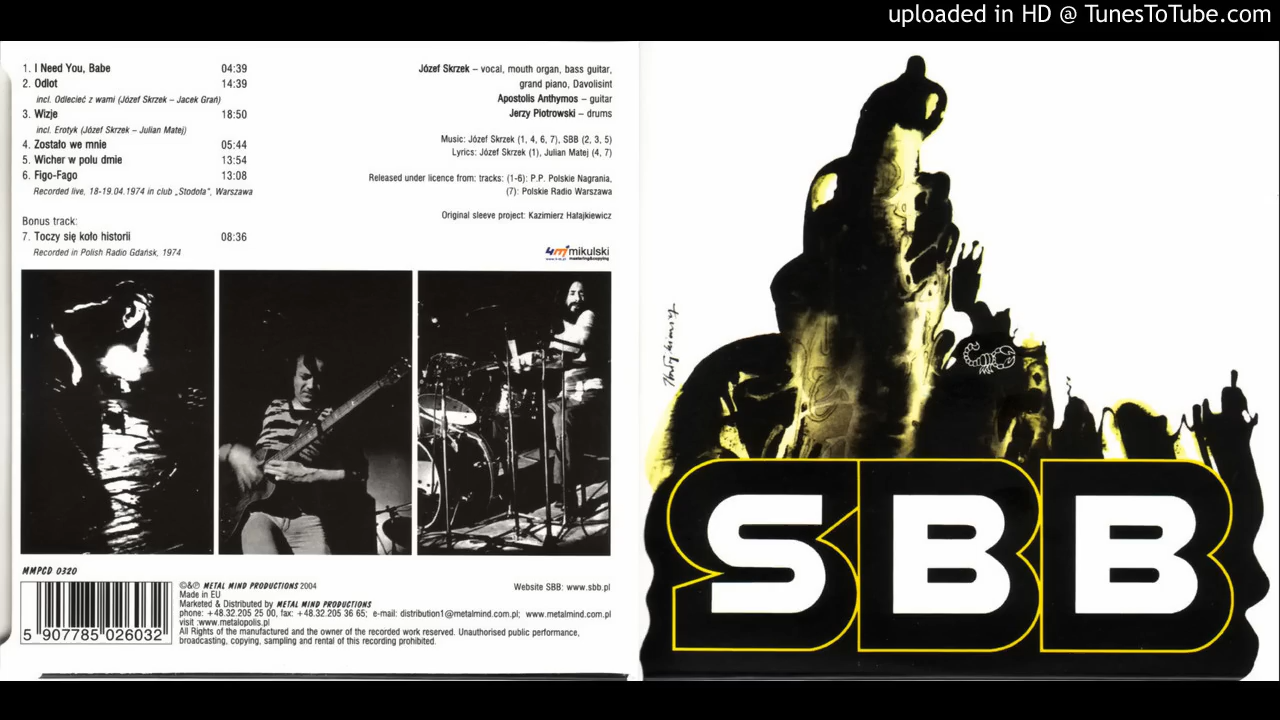 uploaded in HD @ TunesToTube.com
1. I Need You, Babe 04:39
2. Odlot 14:39
incl. Odlecieć z wami (Józef Skrzek – Jacek Grań)
3. Wizje 18:50
incl. Erotyk (Józef Skrzek – Julian Matej)
4. Zostało we mnie 05:44
5. Wicher w polu dmie 13:54
6. Figo-Fago 13:08
Recorded live, 18-19.04.1974 in club „Stodoła", Warszawa
Bonus track:
7. Toczy się koło historii 08:36
Recorded in Polish Radio Gdańsk, 1974
Józef Skrzek – vocal, mouth organ, bass guitar,
grand piano, Davolisint
Apostolis Anthymos – guitar
Jerzy Piotrowski – drums
Music: Józef Skrzek (1, 4, 6, 7), SBB (2, 3, 5)
Lyrics: Józef Skrzek (1), Julian Matej (4, 7)
Released under licence from: tracks: (1-6): P.P. Polskie Nagrania,
(7): Polskie Radio Warszawa
Original sleeve project: Kazimierz Hałajkiewicz
4m mikulski
mastering&copying
MMPCD 0320
5 907785 026032
©&℗ METAL MIND PRODUCTIONS 2004
Made in EU
Marketed & Distributed by METAL MIND PRODUCTIONS
phone: +48.32.205 25 00, fax: +48.32.205 36 65; e-mail: distribution1@metalmind.com.pl; www.metalmind.com.pl
visit :www.metalopolis.pl
All Rights of the manufactured and the owner of the recorded work reserved. Unauthorised public performance,
broadcasting, copying, sampling and rental of this recording prohibited.
Website SBB: www.sbb.pl
SBB